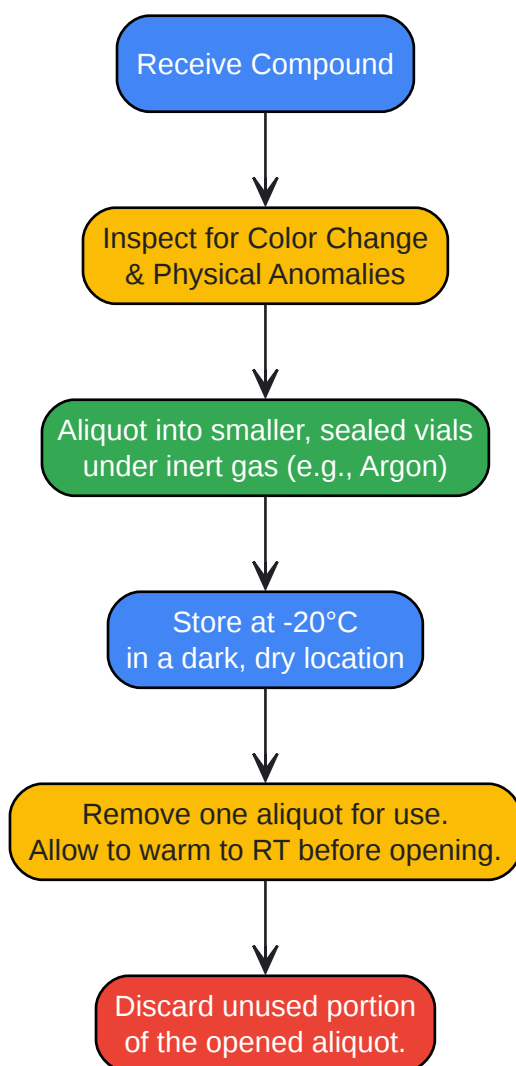 Receive Compound
Inspect for Color Change
& Physical Anomalies
Aliquot into smaller, sealed vials
under inert gas (e.g., Argon)
Store at -20°C
in a dark, dry location
Remove one aliquot for use.
Allow to warm to RT before opening.
Discard unused portion
of the opened aliquot.